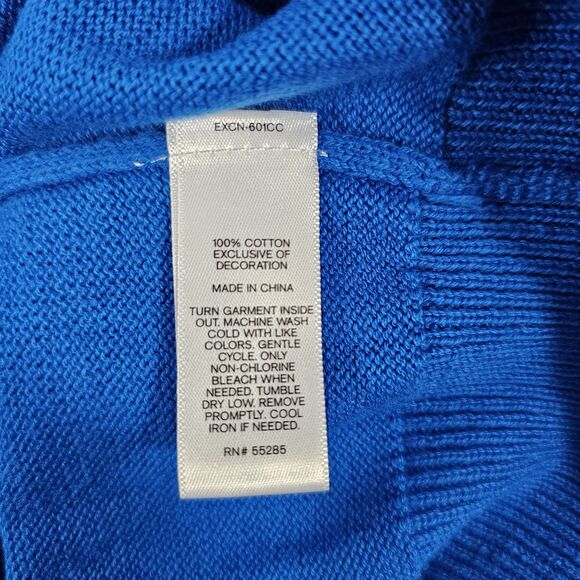 EXCN-601CC
100% COTTON
EXCLUSIVE OF
DECORATION
MADE IN CHINA
TURN GARMENT INSIDE
OUT. MACHINE WASH
COLD WITH LIKE
COLORS. GENTLE
CYCLE. ONLY
NON-CHLORINE
BLEACH WHEN
NEEDED. TUMBLE
DRY LOW. REMOVE
PROMPTLY. COOL
IRON IF NEEDED.
RN# 55285